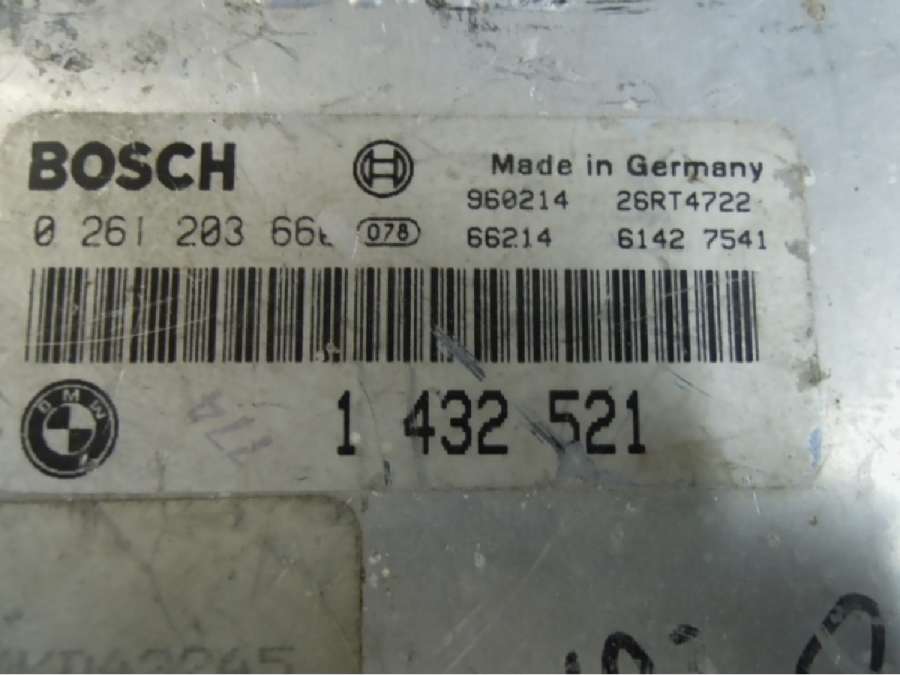 BOSCH Made in Germany
960214 26RT4722
0 261 203 66 078 66214 6142 7541
BMW
1 432 521